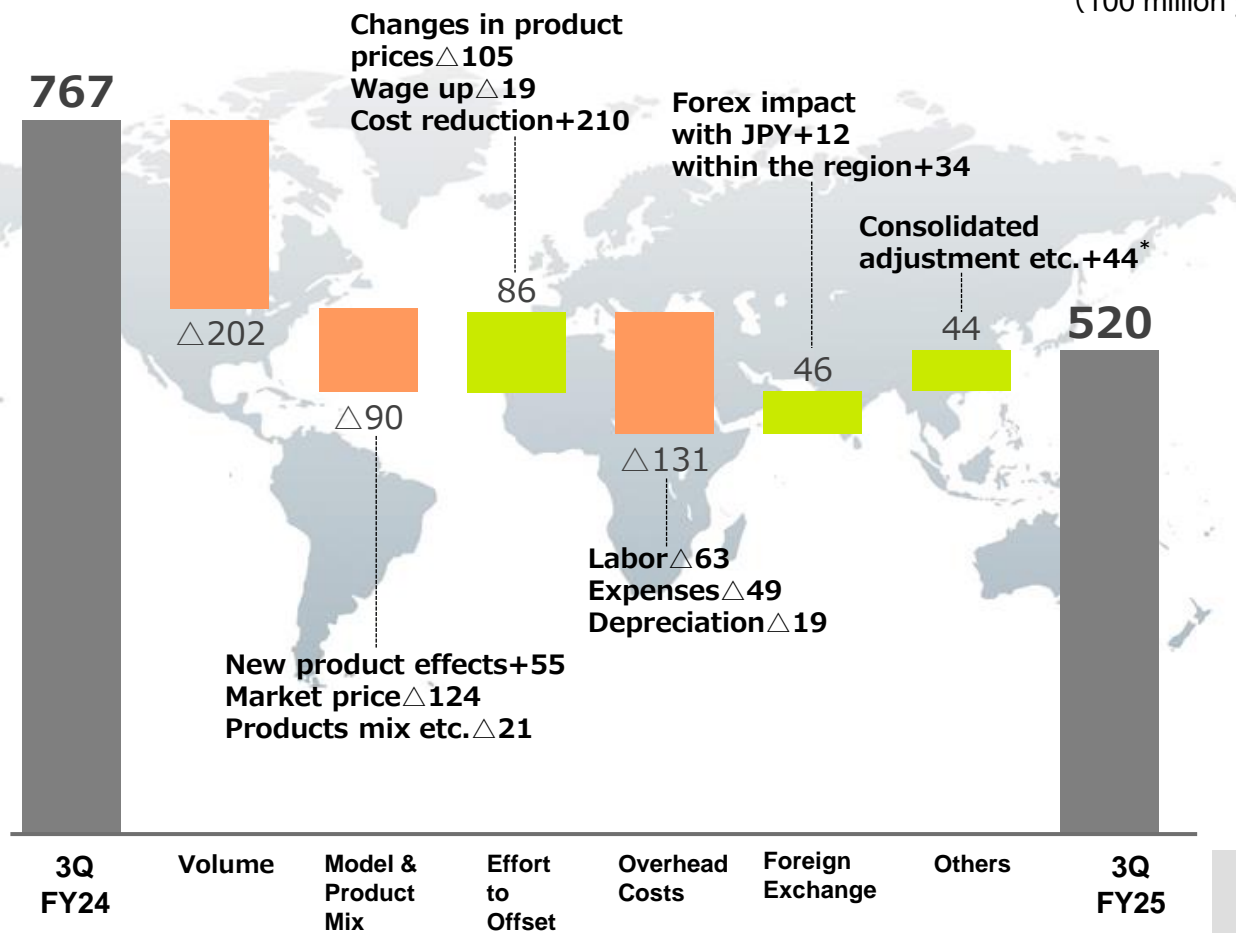 (100 million
Changes in product
prices△105
Wage up△19
Cost reduction+210
767
Forex impact
with JPY+12
within the region+34
Consolidated
adjustment etc.+44*
86
△202
44
520
46
△90
△131
Labor△63
Expenses△49
Depreciation△19
New product effects+55
Market price△124
Products mix etc.△21
3Q
FY24
Volume
Model &
Product
Mix
Effort
to
Offset
Overhead
Costs
Foreign
Exchange
Others
3Q
FY25